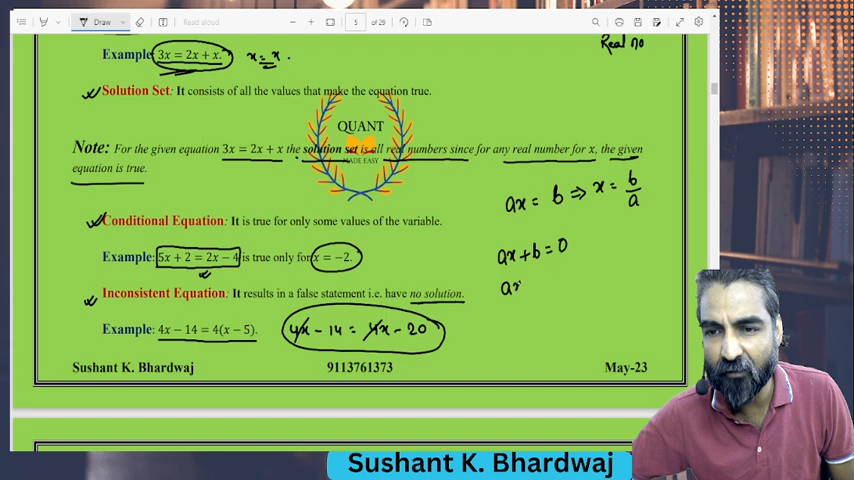 Draw
Read aloud
5 of 29
Example: 3x = 2x + x. x = x .
Real no
Solution Set: It consists of all the values that make the equation true.
QUANT
MADE EASY
Note: For the given equation 3x = 2x + x the solution set is all real numbers since for any real number for x, the given
equation is true.
ax = b ⇒ x = b/a
Conditional Equation: It is true for only some values of the variable.
Example: 5x + 2 = 2x − 4 is true only for x = −2.
ax + b = 0
ax
Inconsistent Equation: It results in a false statement i.e. have no solution.
Example: 4x − 14 = 4(x − 5). 4x - 14 = 4x - 20
Sushant K. Bhardwaj 9113761373 May-23
Sushant K. Bhardwaj